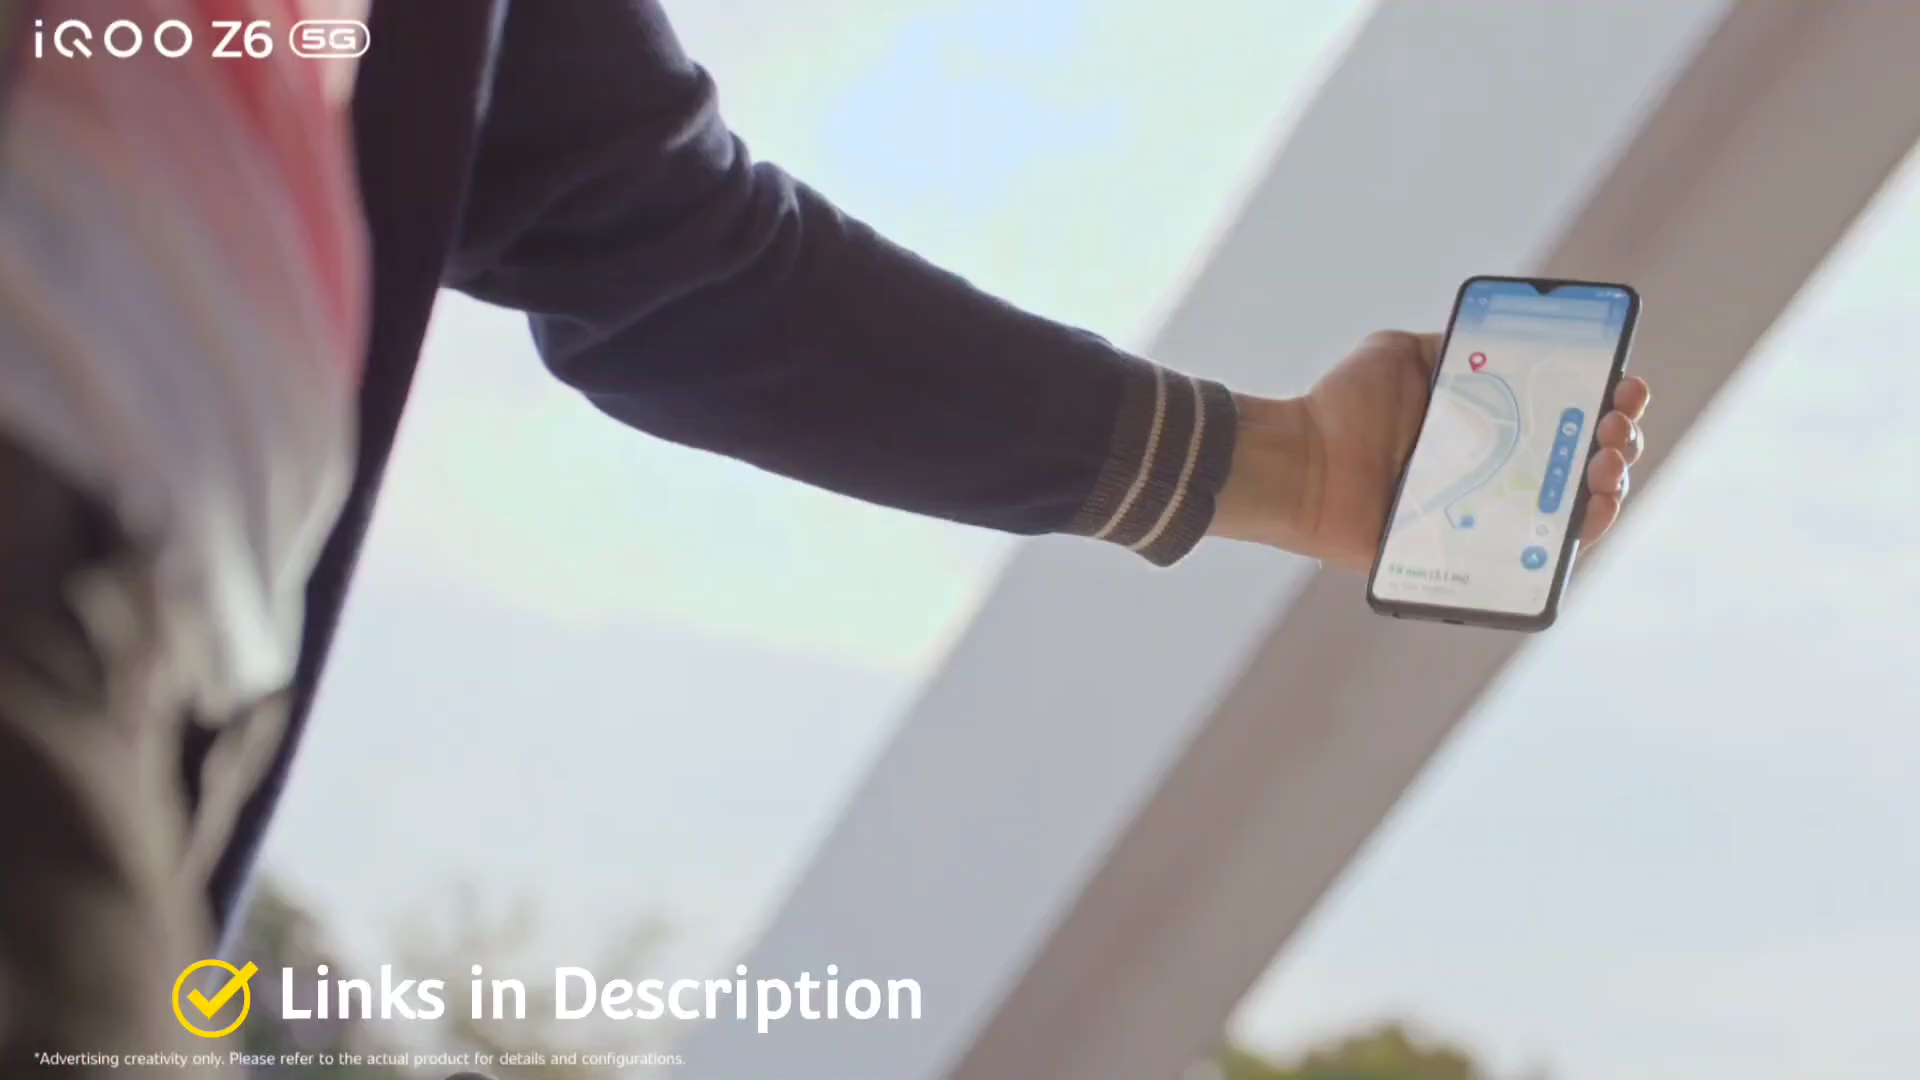 iQOO Z6 5G
Links in Description
*Advertising creativity only. Please refer to the actual product for details and configurations.